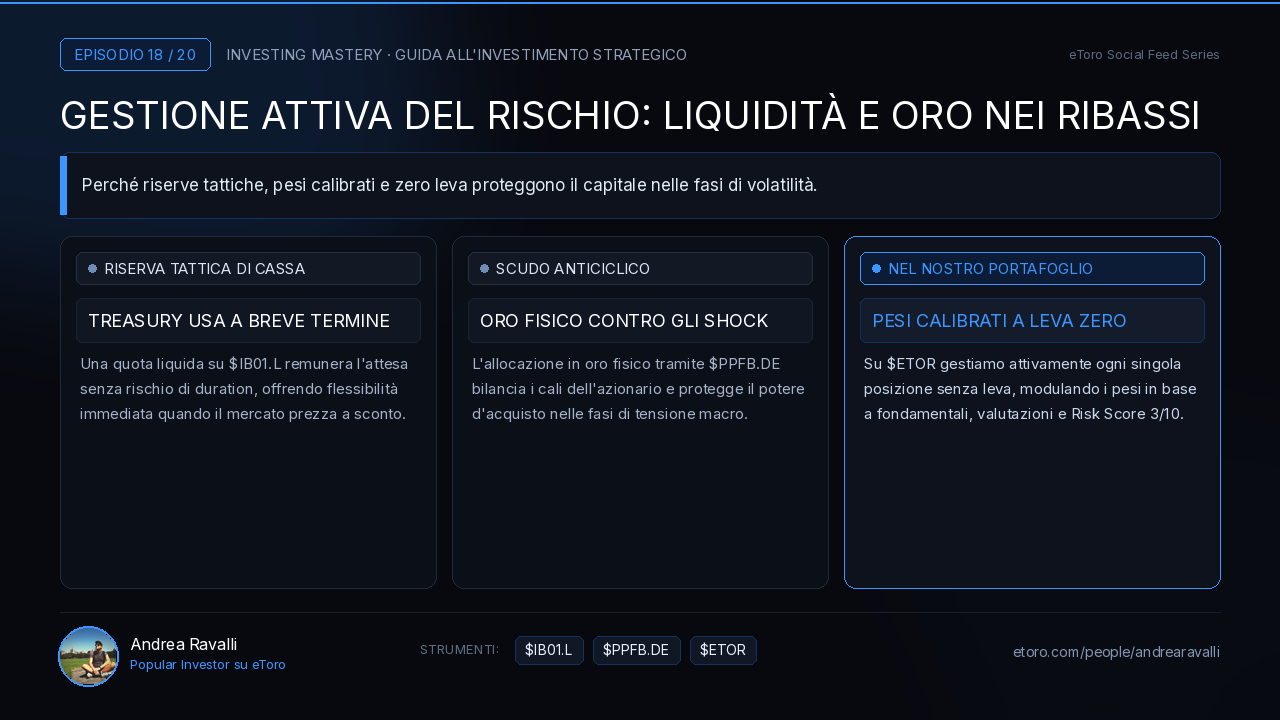 EPISODIO 18 / 20
INVESTING MASTERY · GUIDA ALL'INVESTIMENTO STRATEGICO
eToro Social Feed Series
GESTIONE ATTIVA DEL RISCHIO: LIQUIDITÀ E ORO NEI RIBASSI
Perché riserve tattiche, pesi calibrati e zero leva proteggono il capitale nelle fasi di volatilità.
RISERVA TATTICA DI CASSA
TREASURY USA A BREVE TERMINE
Una quota liquida su $IB01.L remunera l'attesa
senza rischio di duration, offrendo flessibilità
immediata quando il mercato prezza a sconto.
SCUDO ANTICICLICO
ORO FISICO CONTRO GLI SHOCK
L'allocazione in oro fisico tramite $PPFB.DE
bilancia i cali dell'azionario e protegge il potere
d'acquisto nelle fasi di tensione macro.
NEL NOSTRO PORTAFOGLIO
PESI CALIBRATI A LEVA ZERO
Su $ETOR gestiamo attivamente ogni singola
posizione senza leva, modulando i pesi in base
a fondamentali, valutazioni e Risk Score 3/10.
Andrea Ravalli
Popular Investor su eToro
STRUMENTI:
$IB01.L
$PPFB.DE
$ETOR
etoro.com/people/andrearavalli